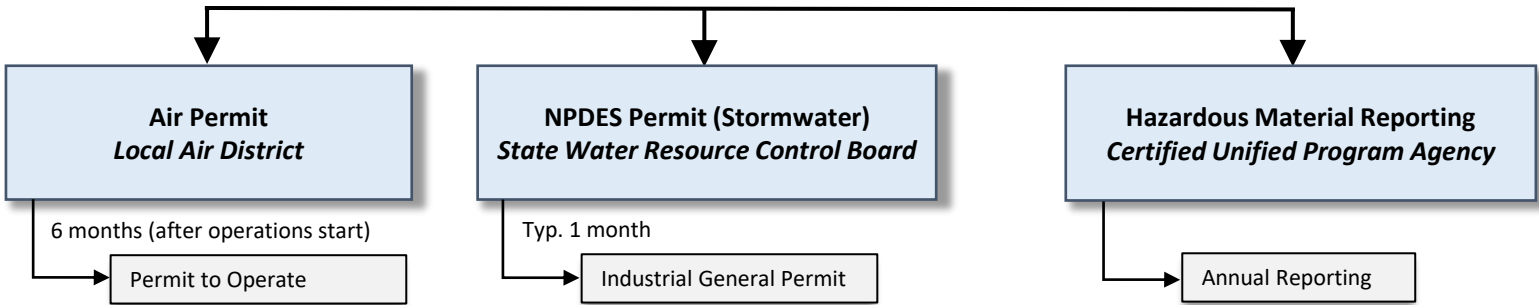 Air Permit
Local Air District
6 months (after operations start)
Permit to Operate
NPDES Permit (Stormwater)
State Water Resource Control Board
Typ. 1 month
Industrial General Permit
Hazardous Material Reporting
Certified Unified Program Agency
Annual Reporting